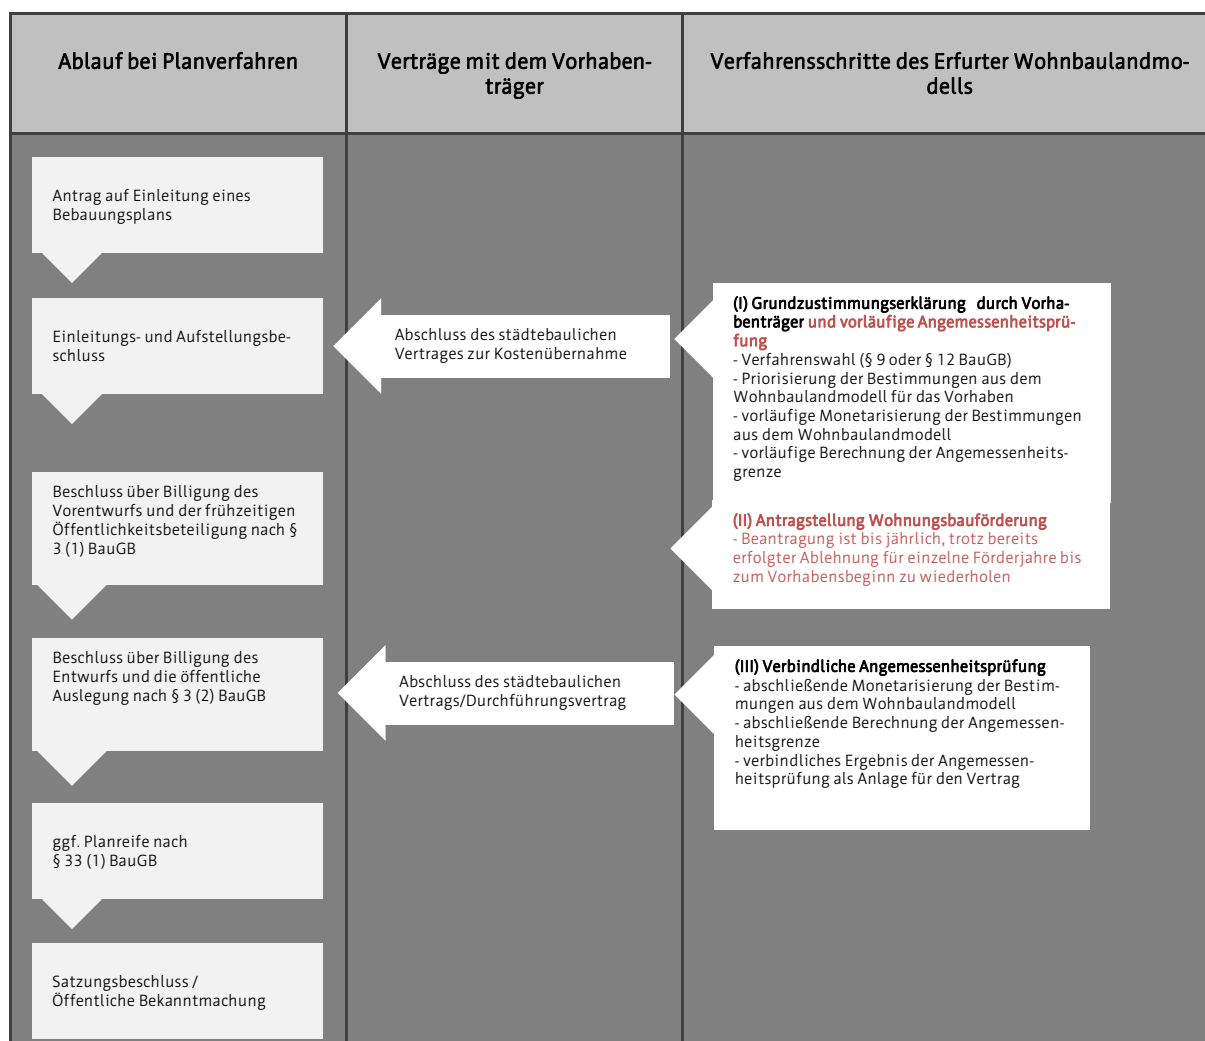 Ablauf bei Planverfahren
Verträge mit dem Vorhaben-
träger
Verfahrensschritte des Erfurter Wohnbaulandmo-
dells
Antrag auf Einleitung eines
Bebauungsplans
Einleitungs- und Aufstellungsbe-
schluss
Abschluss des städtebaulichen
Vertrages zur Kostenübernahme
(I) Grundzustimmungserklärung durch Vorha-
benträger und vorläufige Angemessenheitsprü-
fung
- Verfahrenswahl (§ 9 oder § 12 BauGB)
- Priorisierung der Bestimmungen aus dem
Wohnbaulandmodell für das Vorhaben
- vorläufige Monetarisierung der Bestimmungen
aus dem Wohnbaulandmodell
- vorläufige Berechnung der Angemessenheits-
grenze
Beschluss über Billigung des
Vorentwurfs und der frühzeitigen
Öffentlichkeitsbeteiligung nach §
3 (1) BauGB
(II) Antragstellung Wohnungsbauförderung
- Beantragung ist bis jährlich, trotz bereits
erfolgter Ablehnung für einzelne Förderjahre bis
zum Vorhabensbeginn zu wiederholen
Beschluss über Billigung des
Entwurfs und die öffentliche
Auslegung nach § 3 (2) BauGB
Abschluss des städtebaulichen
Vertrags/Durchführungsvertrag
(III) Verbindliche Angemessenheitsprüfung
- abschließende Monetarisierung der Bestim-
mungen aus dem Wohnbaulandmodell
- abschließende Berechnung der Angemessen-
heitsgrenze
- verbindliches Ergebnis der Angemessen-
heitsprüfung als Anlage für den Vertrag
ggf. Planreife nach
§ 33 (1) BauGB
Satzungsbeschluss /
Öffentliche Bekanntmachung